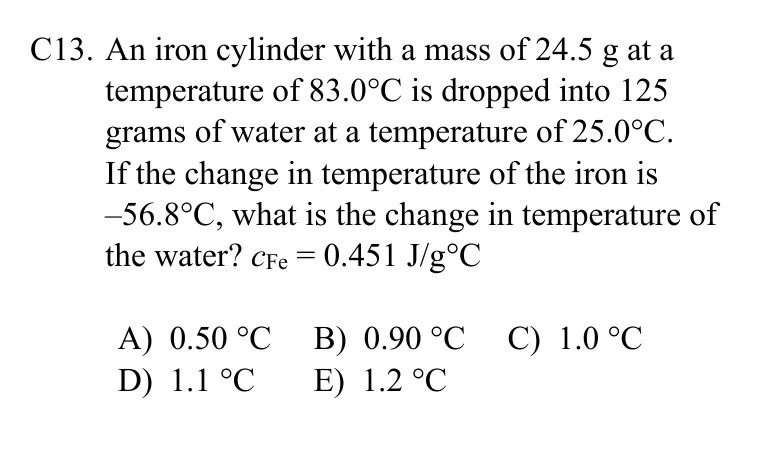 C13. An iron cylinder with a mass of 24.5 g at a
temperature of 83.0°C is dropped into 125
grams of water at a temperature of 25.0°C.
If the change in temperature of the iron is
–56.8°C, what is the change in temperature of
the water? cFe = 0.451 J/g°C
A) 0.50 °C B) 0.90 °C C) 1.0 °C
D) 1.1 °C E) 1.2 °C